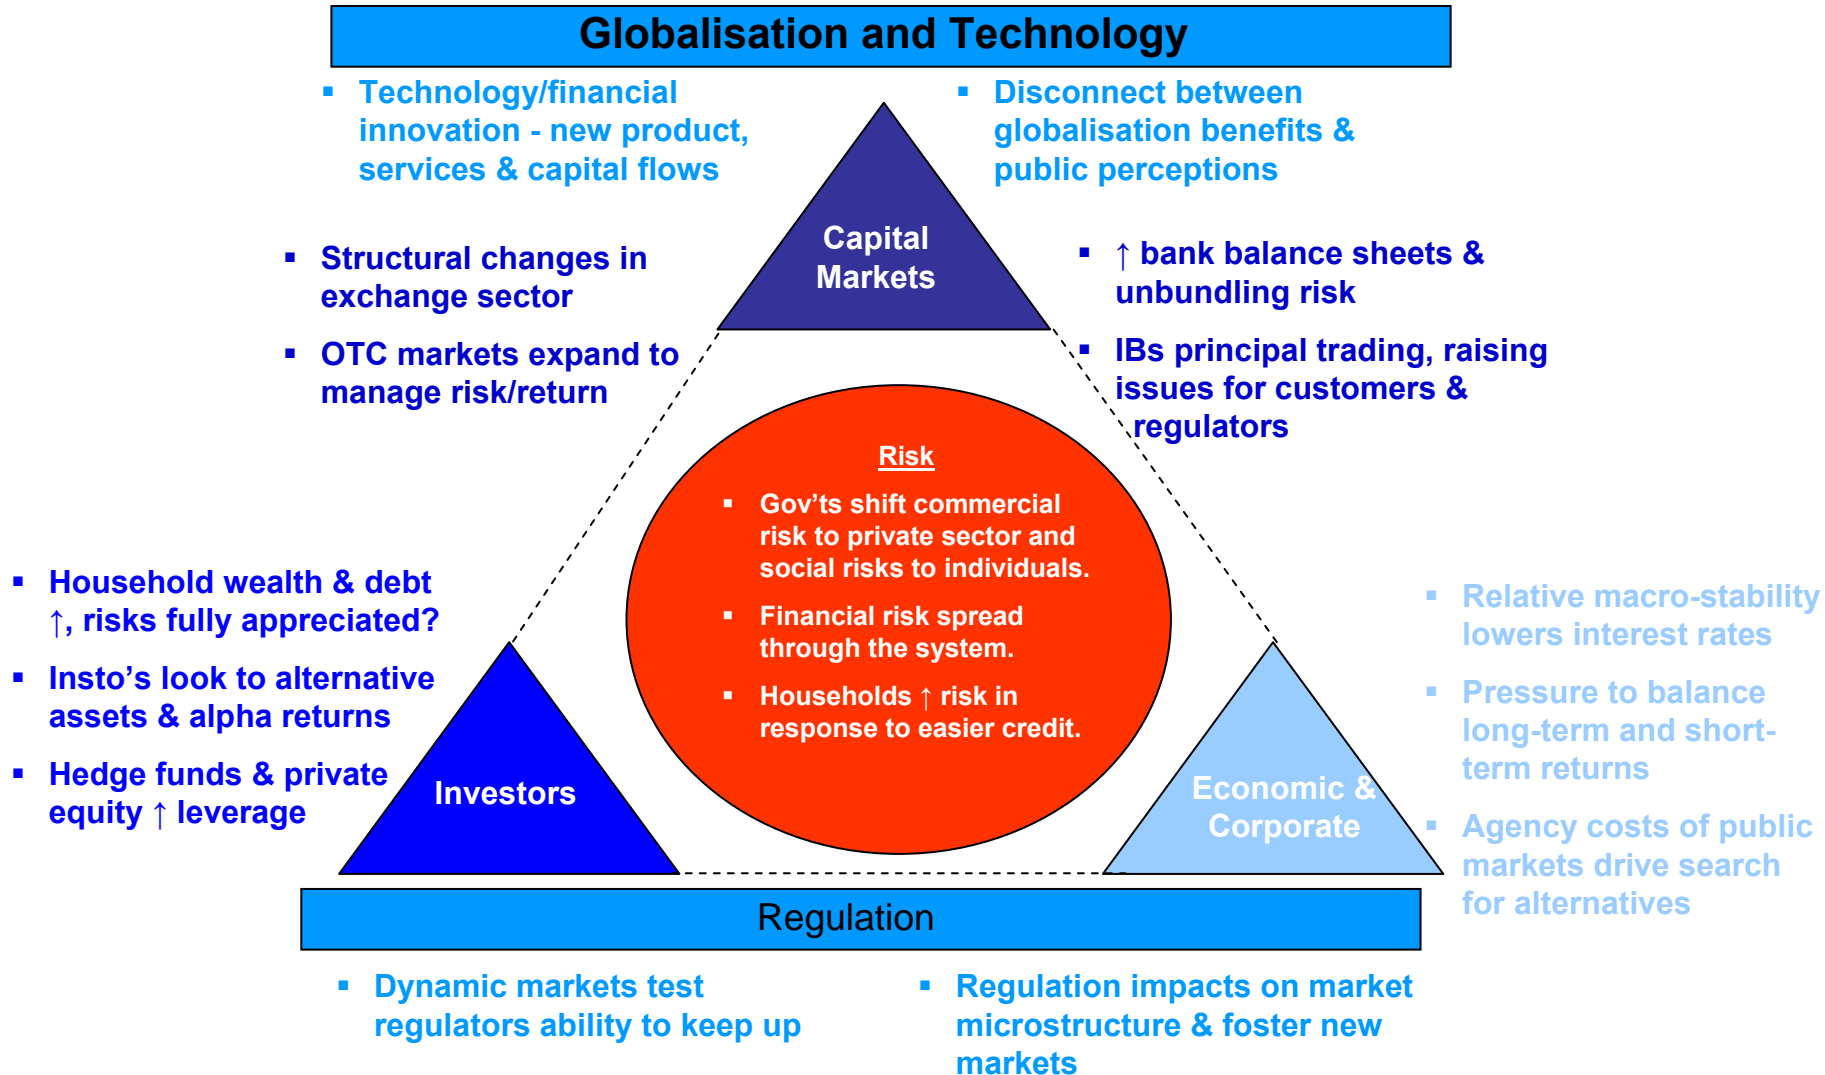 Globalisation and Technology
▪ Technology/financial
innovation - new product,
services & capital flows
▪ Disconnect between
globalisation benefits &
public perceptions
Capital
Markets
▪ Structural changes in
exchange sector
▪ OTC markets expand to
manage risk/return
▪ ↑ bank balance sheets &
unbundling risk
▪ IBs principal trading, raising
issues for customers &
regulators
Risk
▪ Gov'ts shift commercial
risk to private sector and
social risks to individuals.
▪ Financial risk spread
through the system.
▪ Households ↑ risk in
response to easier credit.
▪ Household wealth & debt
↑, risks fully appreciated?
▪ Insto's look to alternative
assets & alpha returns
▪ Hedge funds & private
equity ↑ leverage
Investors
Economic &
Corporate
▪ Relative macro-stability
lowers interest rates
▪ Pressure to balance
long-term and short-
term returns
▪ Agency costs of public
markets drive search
for alternatives
Regulation
▪ Dynamic markets test
regulators ability to keep up
▪ Regulation impacts on market
microstructure & foster new
markets